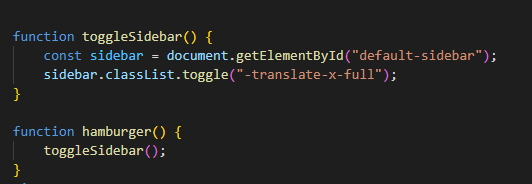 function toggleSidebar() {
    const sidebar = document.getElementById("default-sidebar");
    sidebar.classList.toggle("-translate-x-full");
}
function hamburger() {
    toggleSidebar();
}